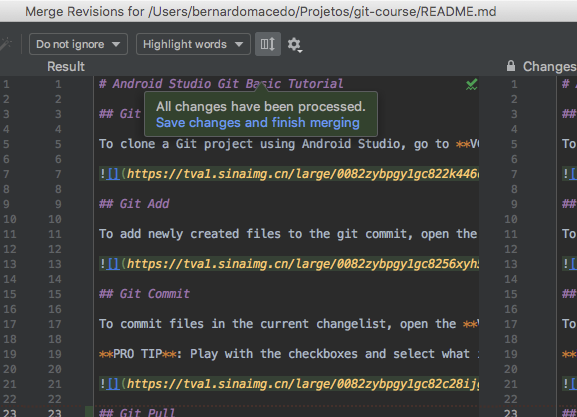 Merge Revisions for /Users/bernardomacedo/Projetos/git-course/README.md
Do not ignore
Highlight words
Result
Changes
1 1 # Android Studio Git Basic Tutorial
2 2
3 3 ## Git
All changes have been processed.
Save changes and finish merging
4 4
5 5 To clone a Git project using Android Studio, go to **VC
6 6
7 7 ![](https://tva1.sinaimg.cn/large/0082zybpgy1gc822k446
8 8
9 9 ## Git Add
10 10
11 11 To add newly created files to the git commit, open the
12 12
13 13 ![](https://tva1.sinaimg.cn/large/0082zybpgy1gc8256xyh
14 14
15 15 ## Git Commit
16 16
17 17 To commit files in the current changelist, open the **
18 18
19 19 **PRO TIP**: Play with the checkboxes and select what
20 20
21 21 ![](https://tva1.sinaimg.cn/large/0082zybpgy1gc82c28ij
22 22
23 23 ## Git Pull
1 #
2
3 ##
4
5 To
6
7 ![
8
9 ##
10
11 To
12
13 ![
14
15 ##
16
17 To
18
19 **
20
21 ![
22
23 ##